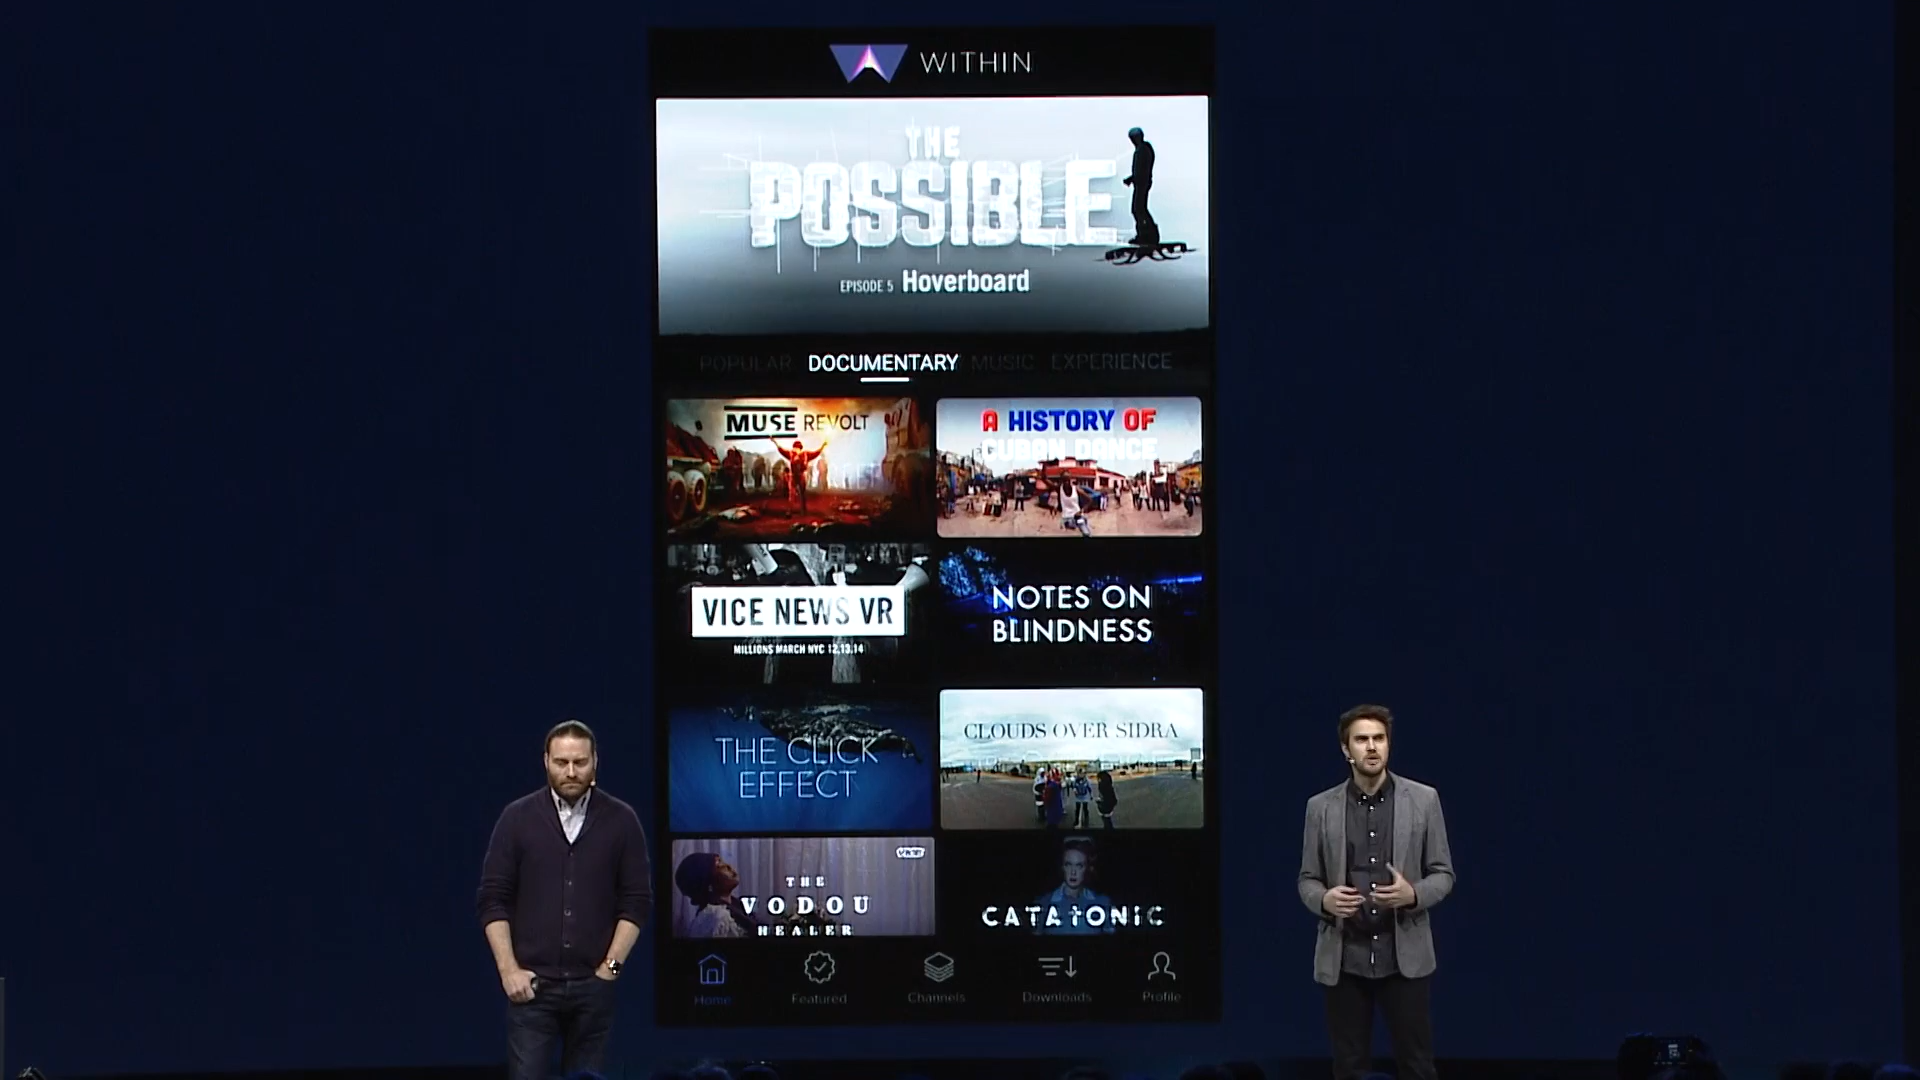 WITHIN
THE
POSSIBLE
EPISODE 5 Hoverboard
POPULAR DOCUMENTARY MUSIC EXPERIENCE
MUSE REVOLT
A HISTORY OF
CUBAN DANCE
VICE NEWS VR
MILLIONS MARCH NYC 12.13.14
NOTES ON
BLINDNESS
THE CLICK
EFFECT
CLOUDS OVER SIDRA
VICE
THE
VODOU
HEALER
CATATONIC
Home Featured Channels Downloads Profile